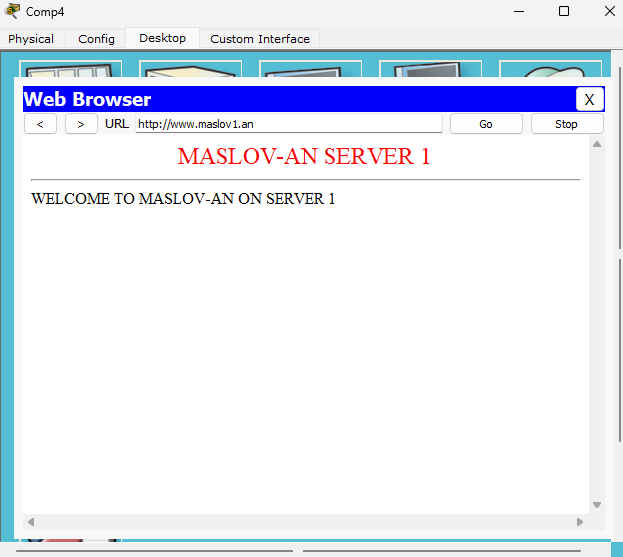 Comp4
Physical Config Desktop Custom Interface
Web Browser X
< > URL http://www.maslov1.an Go Stop
MASLOV-AN SERVER 1
WELCOME TO MASLOV-AN ON SERVER 1